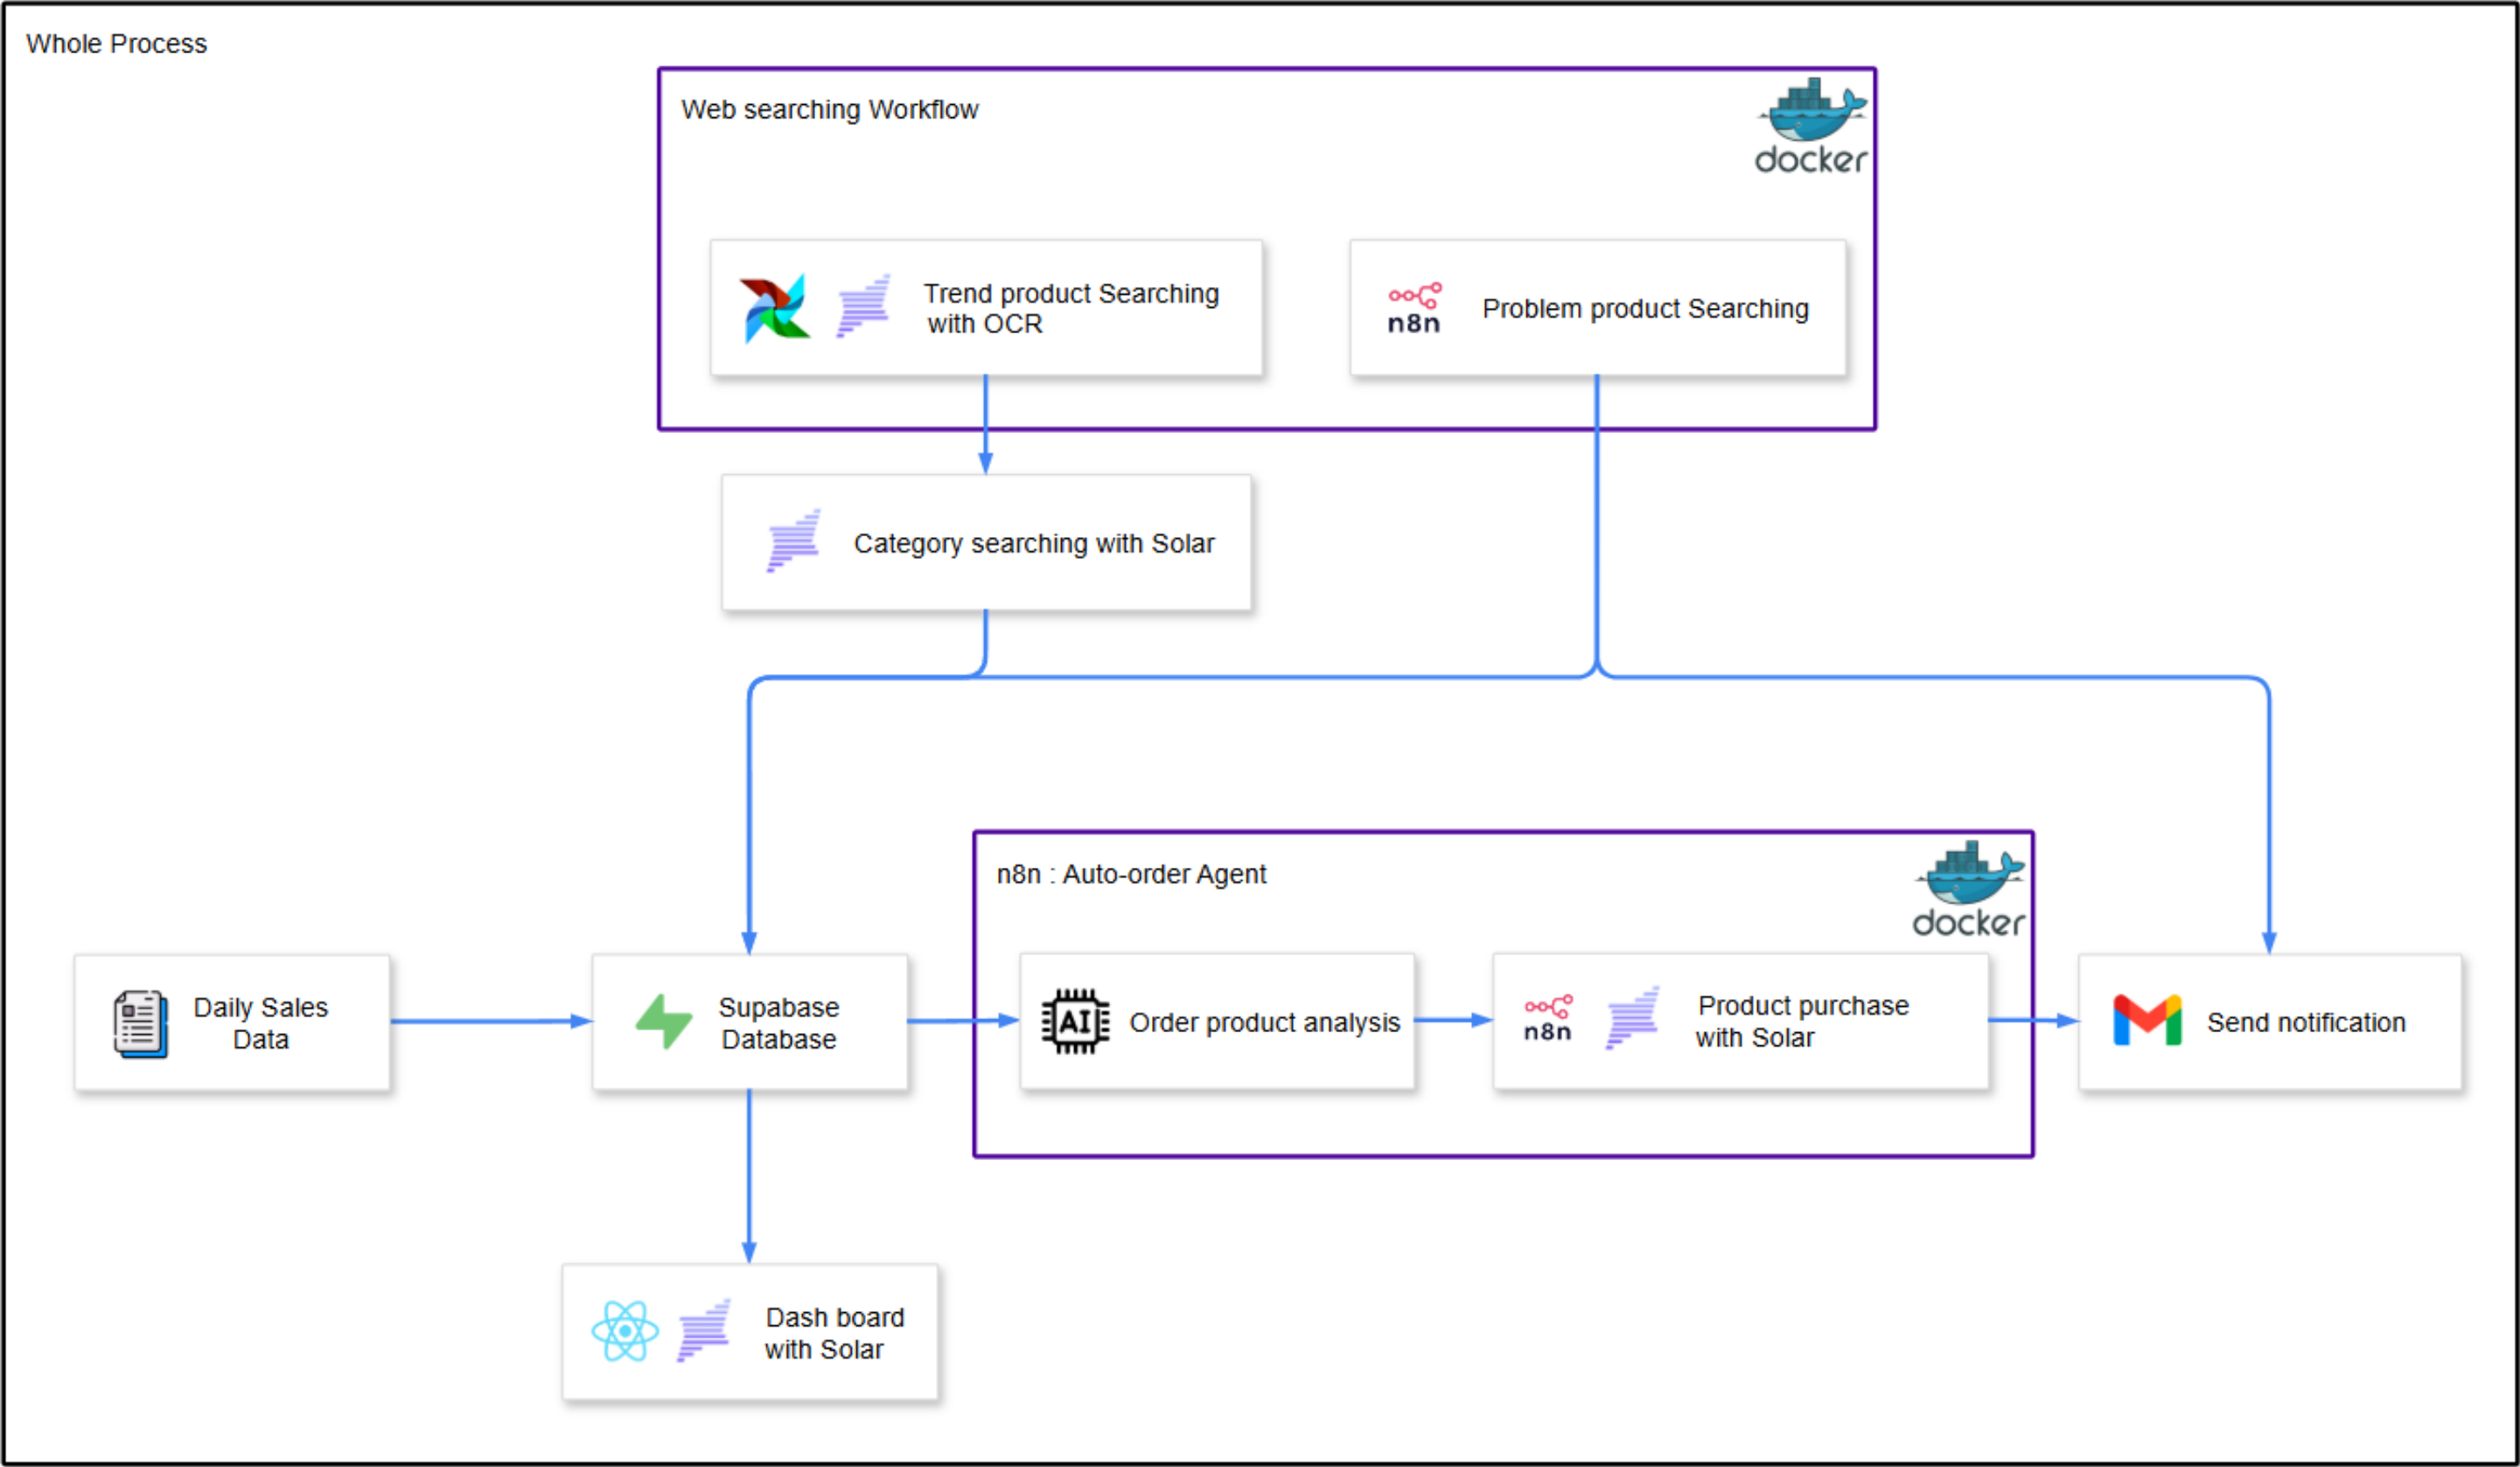 Whole Process
Web searching Workflow
docker
Trend product Searching
with OCR
n8n
Problem product Searching
Category searching with Solar
n8n : Auto-order Agent
docker
Daily Sales
Data
Supabase
Database
AI
Order product analysis
n8n
Product purchase
with Solar
Send notification
Dash board
with Solar